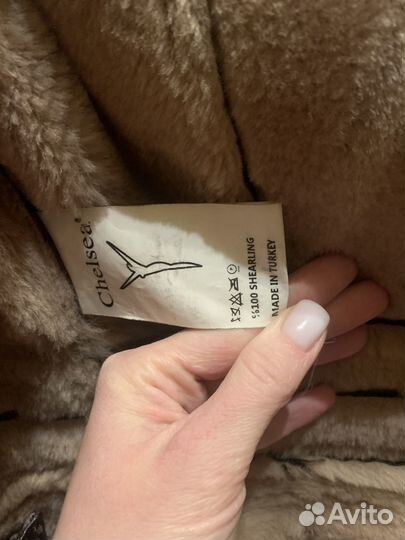 Chelsea®
%100 SHEARLING
MADE IN TURKEY
Avito